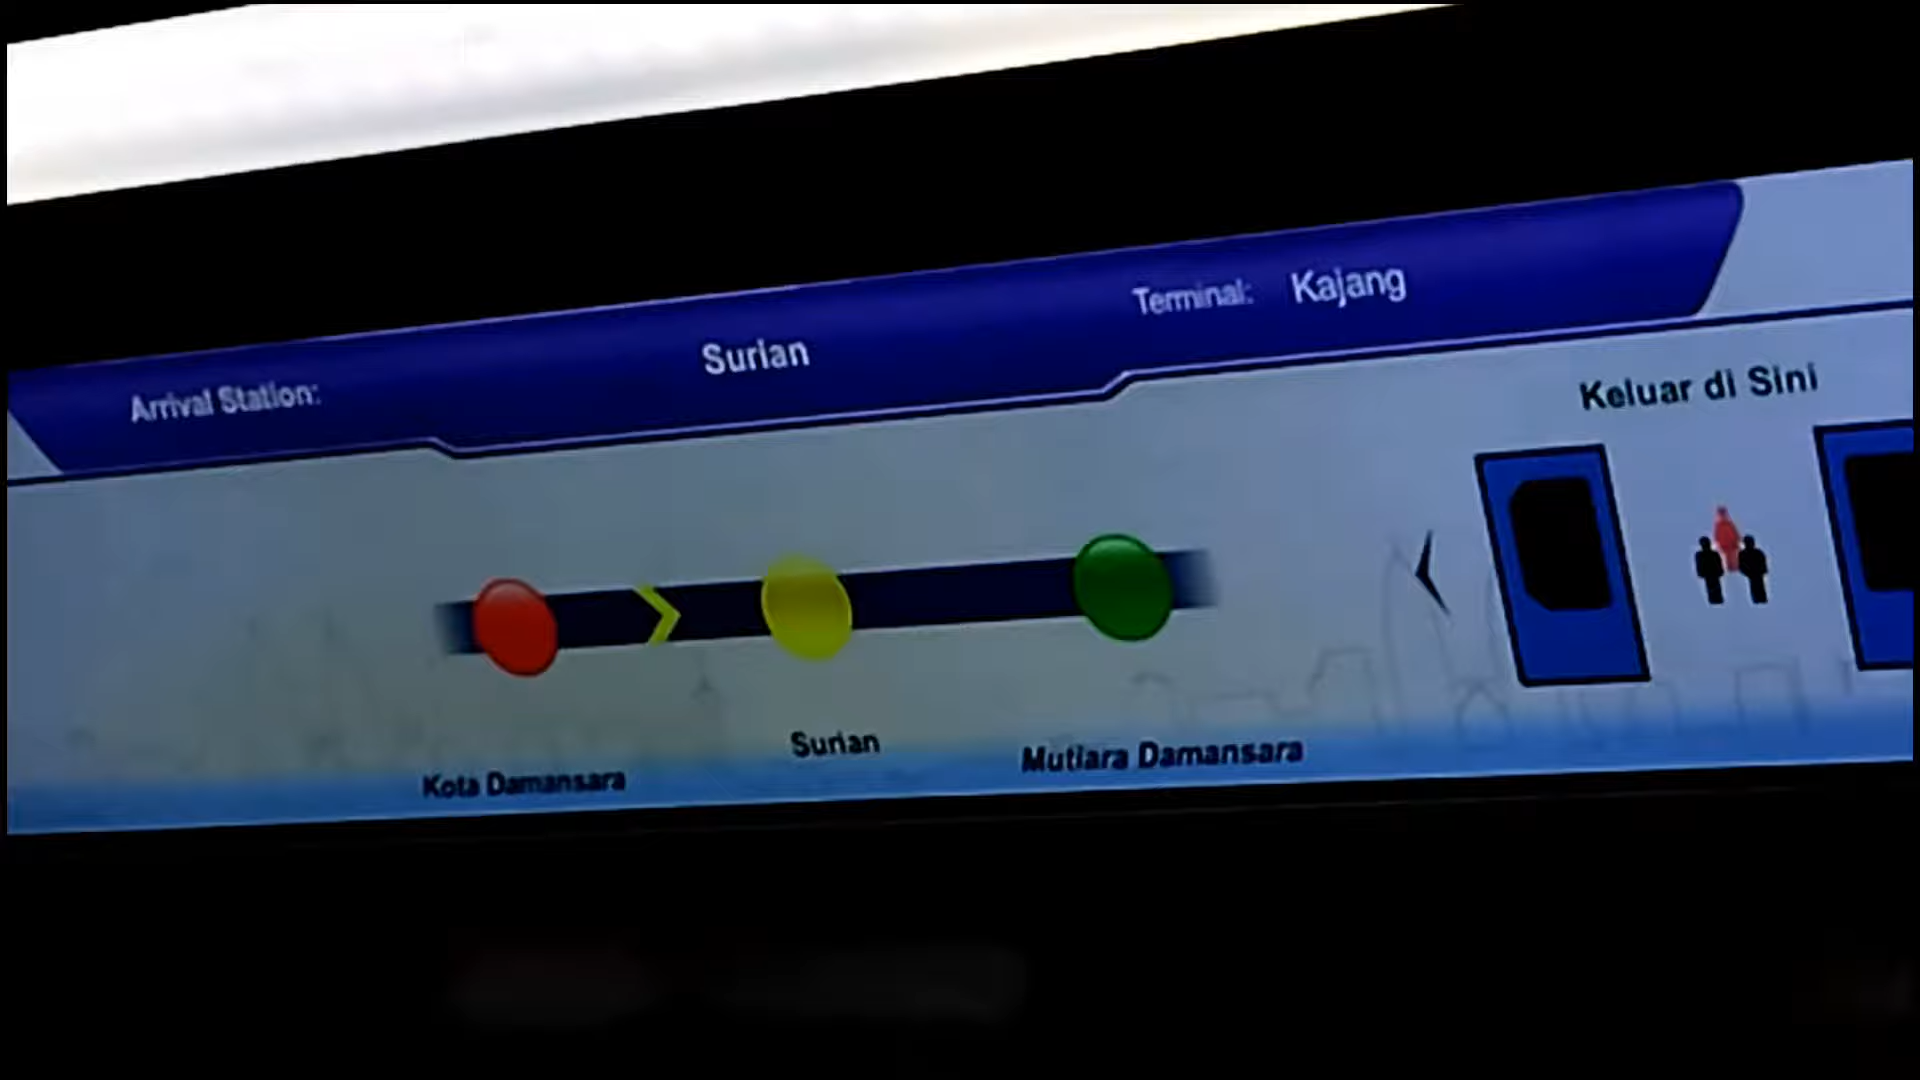 Arrival Station:
Surian
Terminal: Kajang
Keluar di Sini
Kota Damansara
Surian
Mutiara Damansara